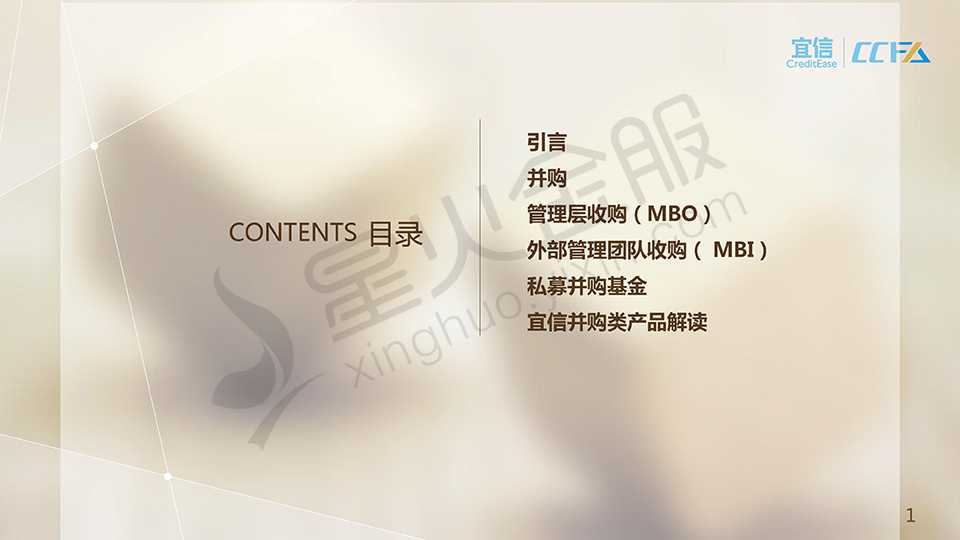 宜信
CreditEase
CCFA
引言
并购
管理层收购（MBO）
外部管理团队收购（ MBI）
私募并购基金
宜信并购类产品解读
CONTENTS 目录
星火金服
xinghuo.yixin.com
1